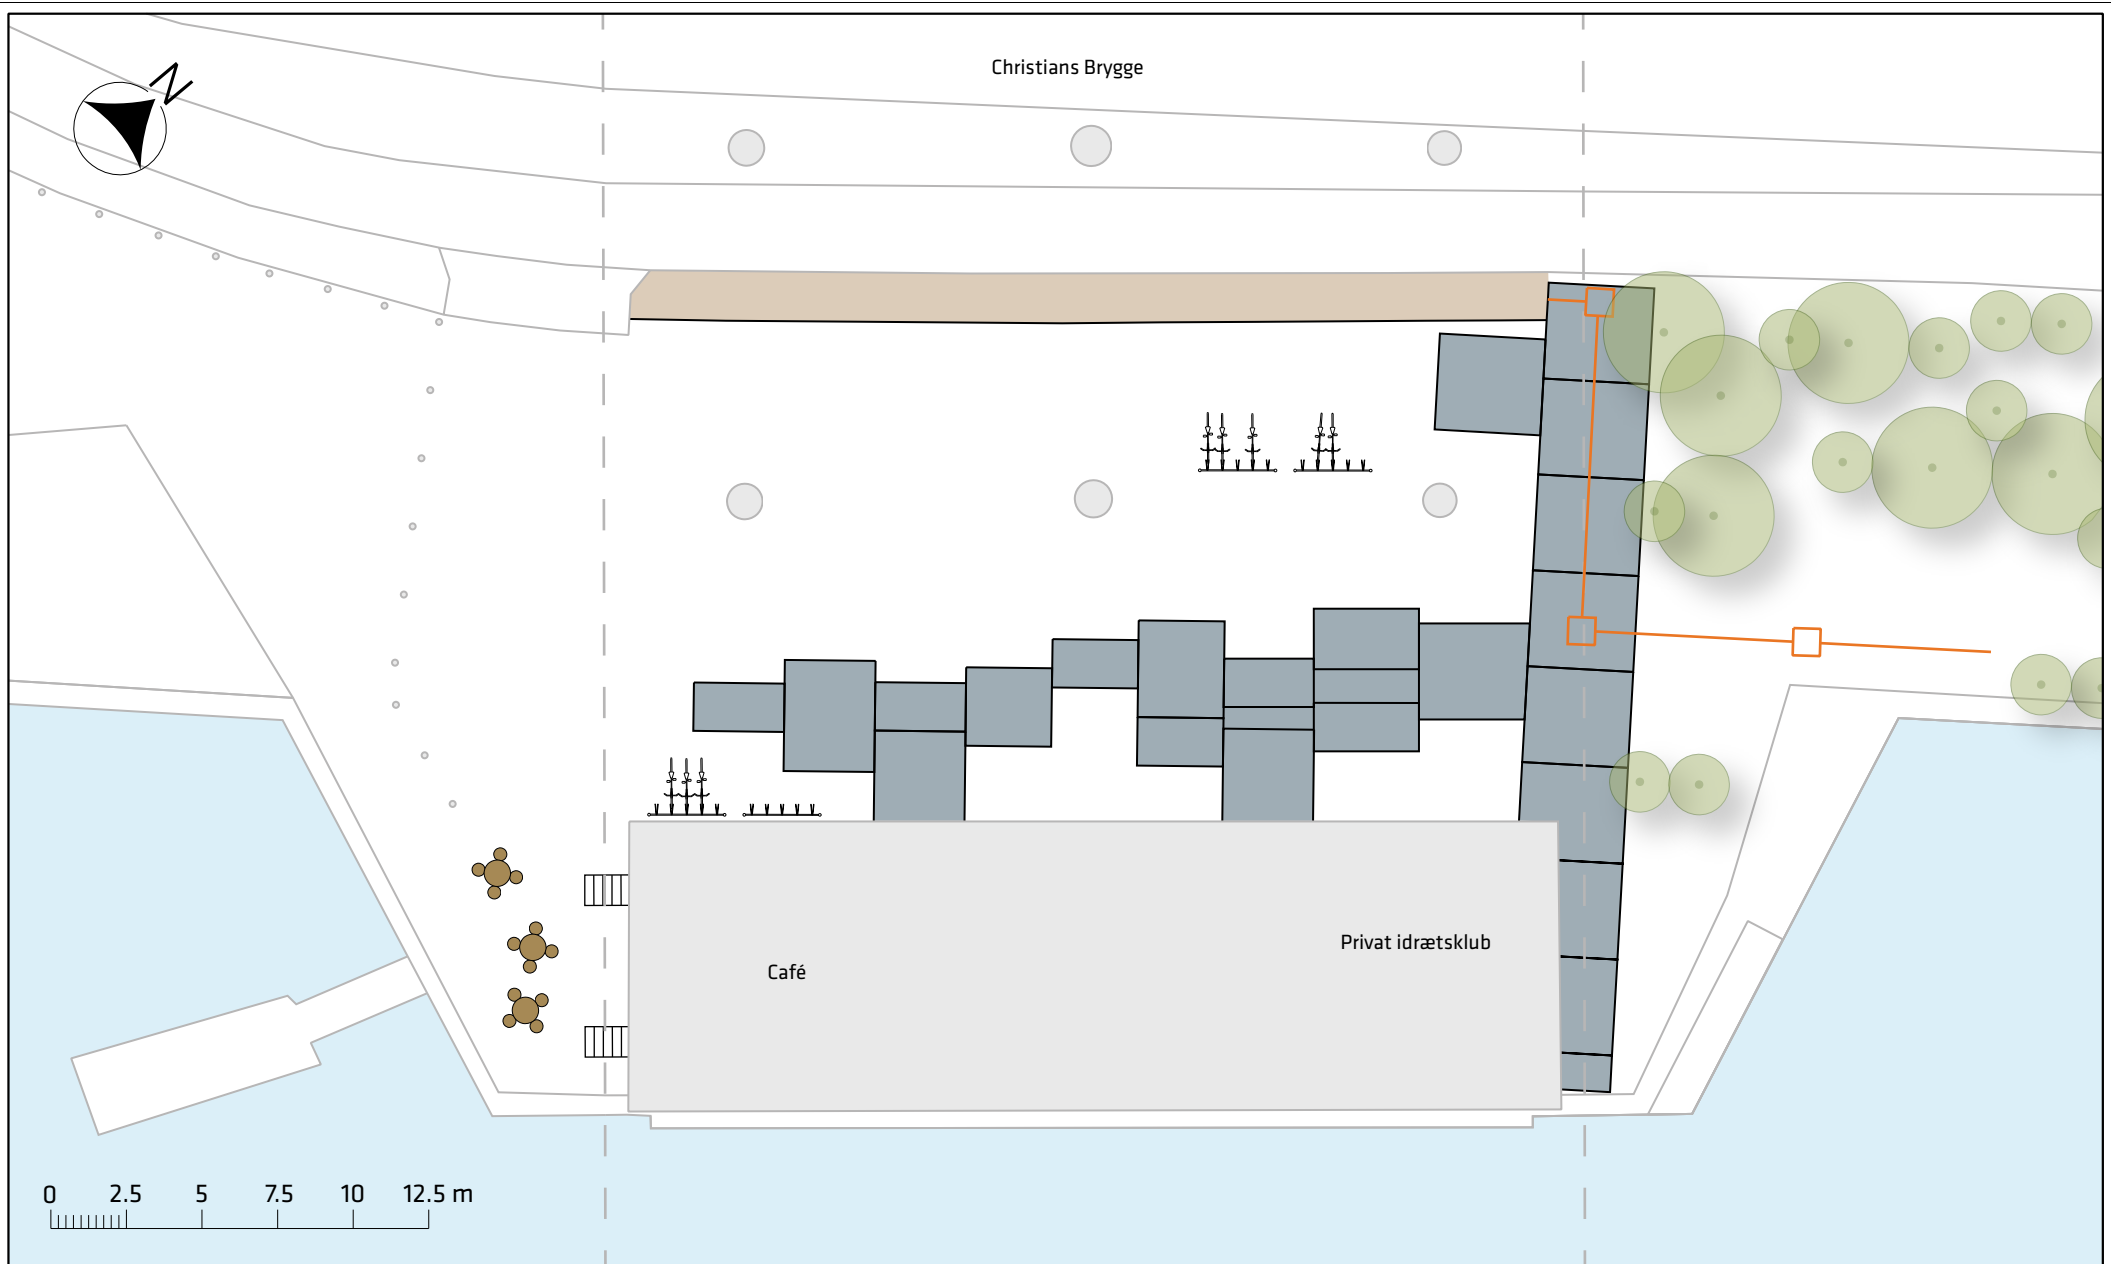 Christians Brygge
N
Privat idrætsklub
Café
0 2.5 5 7.5 10 12.5 m